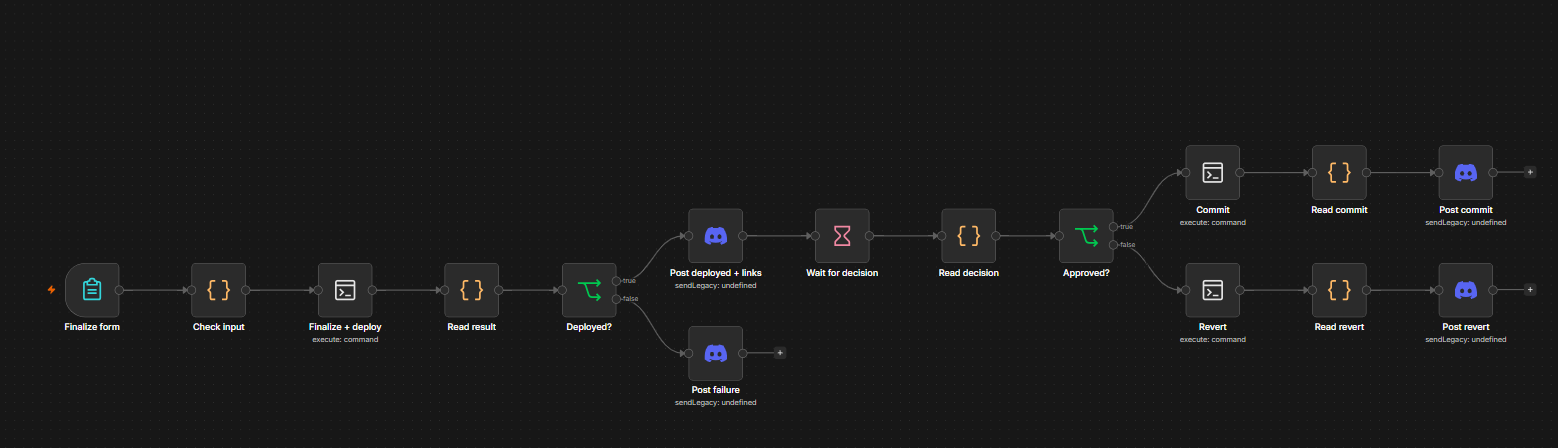 Finalize form
Check input
Finalize + deploy
execute: command
Read result
Deployed?
true
false
Post deployed + links
sendLegacy: undefined
Post failure
sendLegacy: undefined
Wait for decision
Read decision
Approved?
true
false
Commit
execute: command
Read commit
Post commit
sendLegacy: undefined
Revert
execute: command
Read revert
Post revert
sendLegacy: undefined